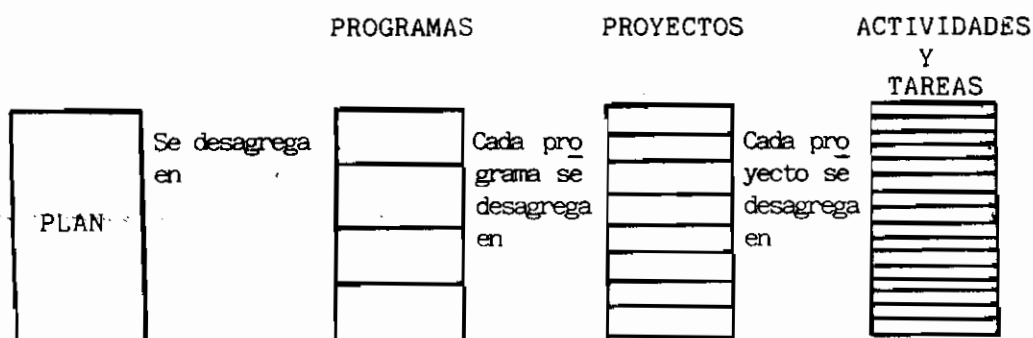 PROGRAMAS
PROYECTOS
ACTIVIDADES
Y
TAREAS
PLAN
Se desagrega
en
Cada pro
grama se
desagrega
en
Cada pro
yecto se
desagrega
en